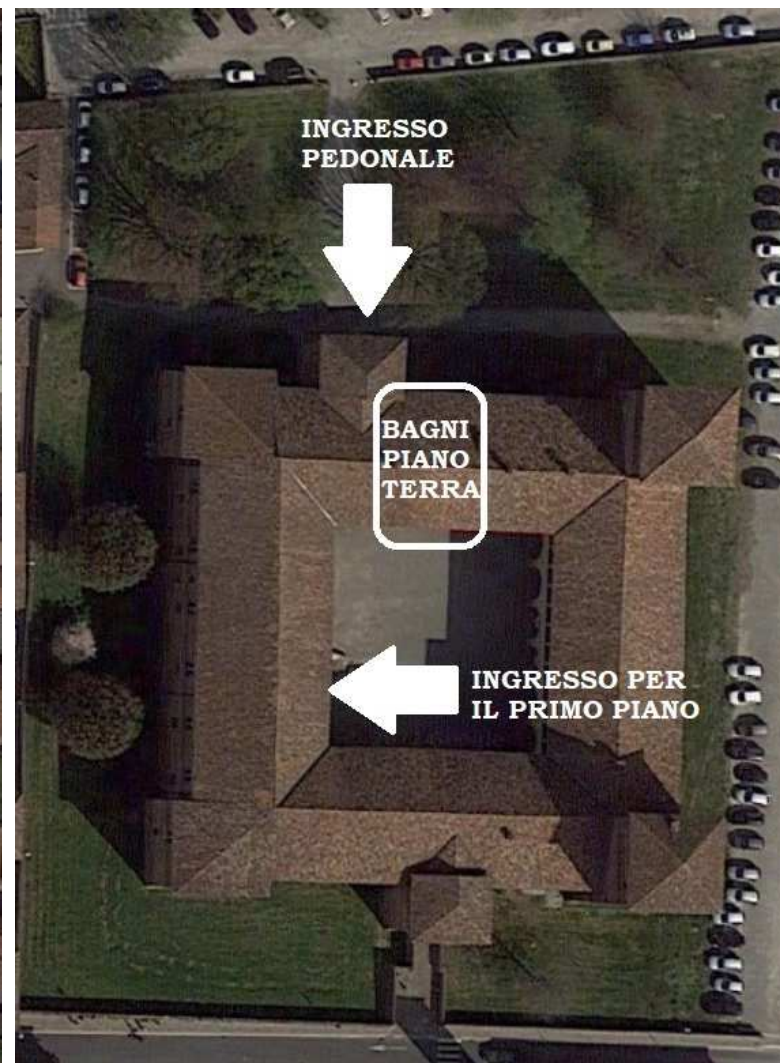 INGRESSO
PEDONALE
BAGNI
PIANO
TERRA
INGRESSO PER
IL PRIMO PIANO